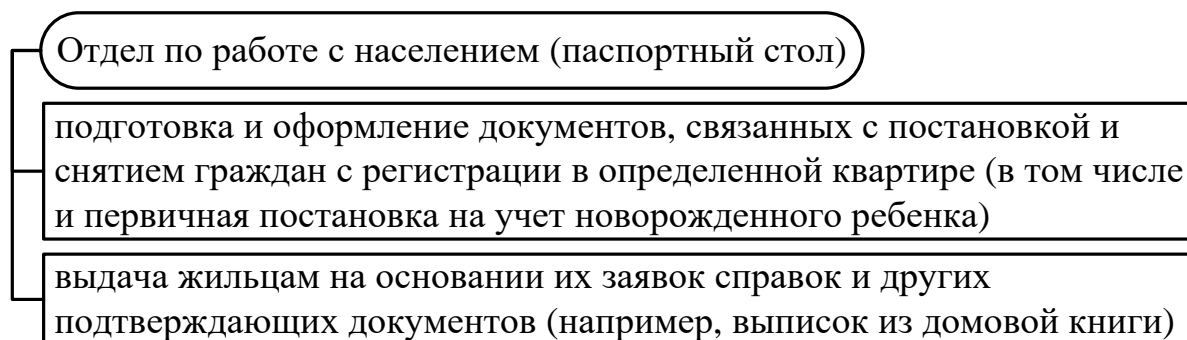 Отдел по работе с населением (паспортный стол)
подготовка и оформление документов, связанных с постановкой и
снятием граждан с регистрации в определенной квартире (в том числе
и первичная постановка на учет новорожденного ребенка)
выдача жильцам на основании их заявок справок и других
подтверждающих документов (например, выписок из домовой книги)